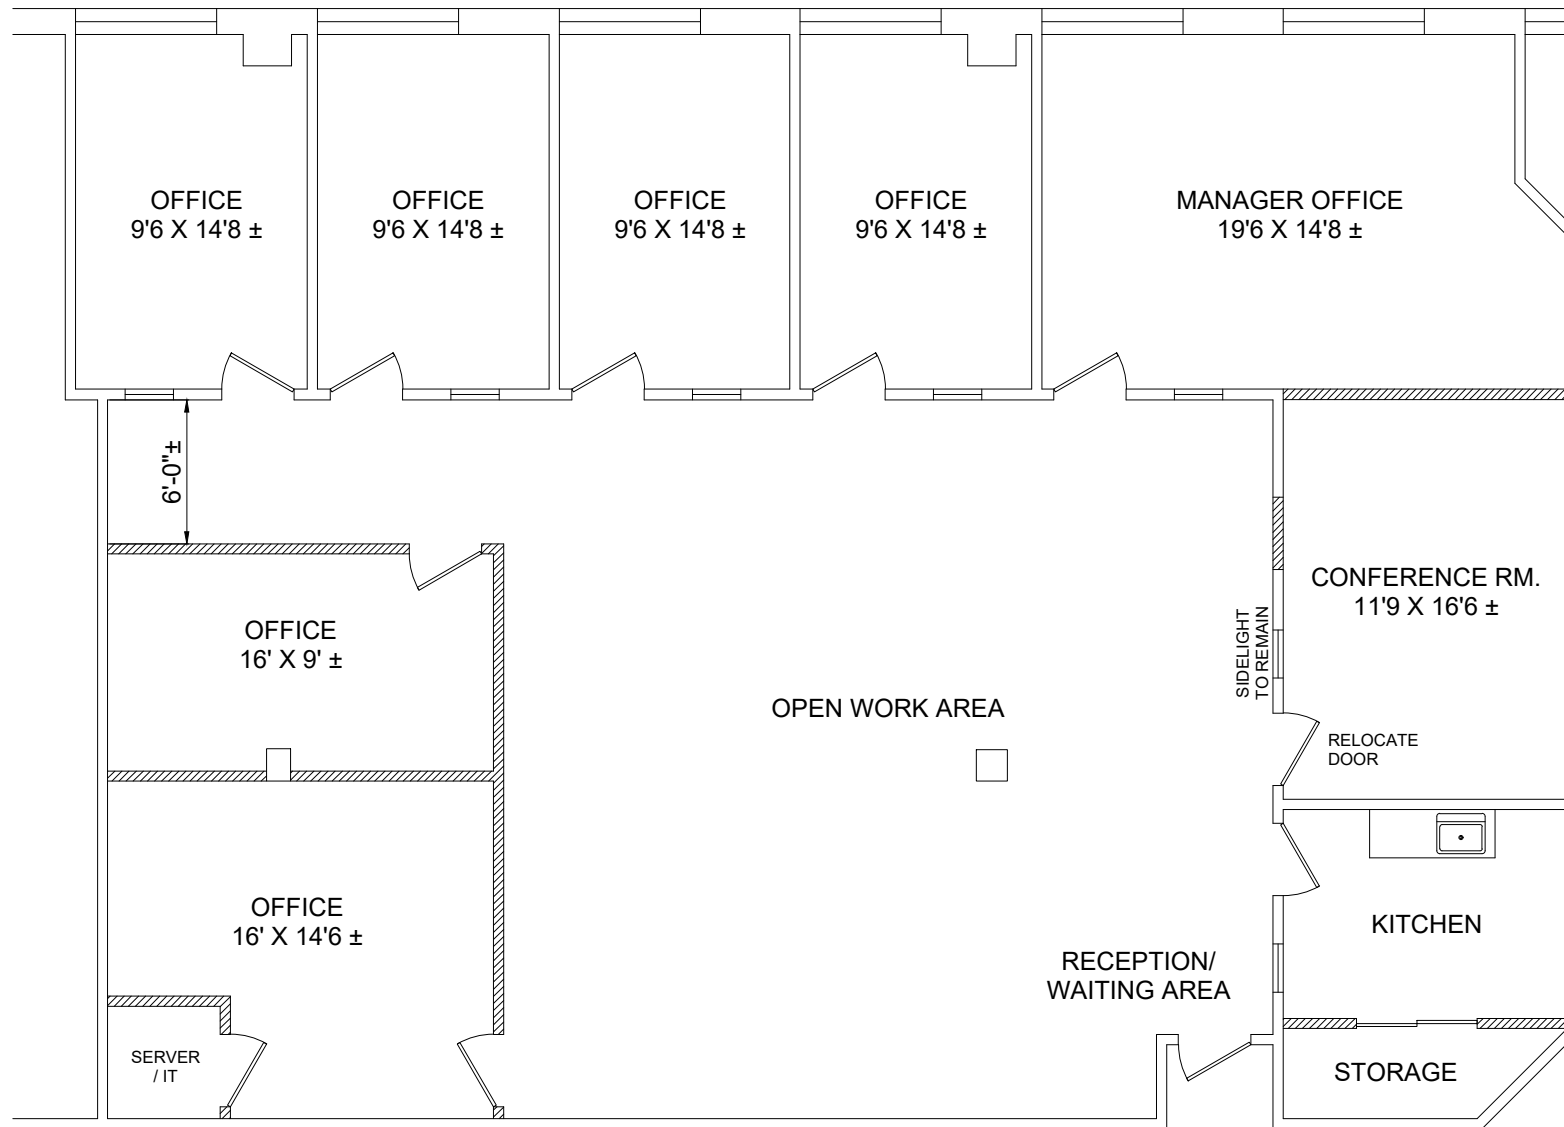 OFFICE
9'6 X 14'8 ±
OFFICE
9'6 X 14'8 ±
OFFICE
9'6 X 14'8 ±
OFFICE
9'6 X 14'8 ±
MANAGER OFFICE
19'6 X 14'8 ±
6'-0"±
OFFICE
16' X 9' ±
OPEN WORK AREA
SIDELIGHT
TO REMAIN
CONFERENCE RM.
11'9 X 16'6 ±
RELOCATE
DOOR
OFFICE
16' X 14'6 ±
KITCHEN
RECEPTION/
WAITING AREA
SERVER
/ IT
STORAGE